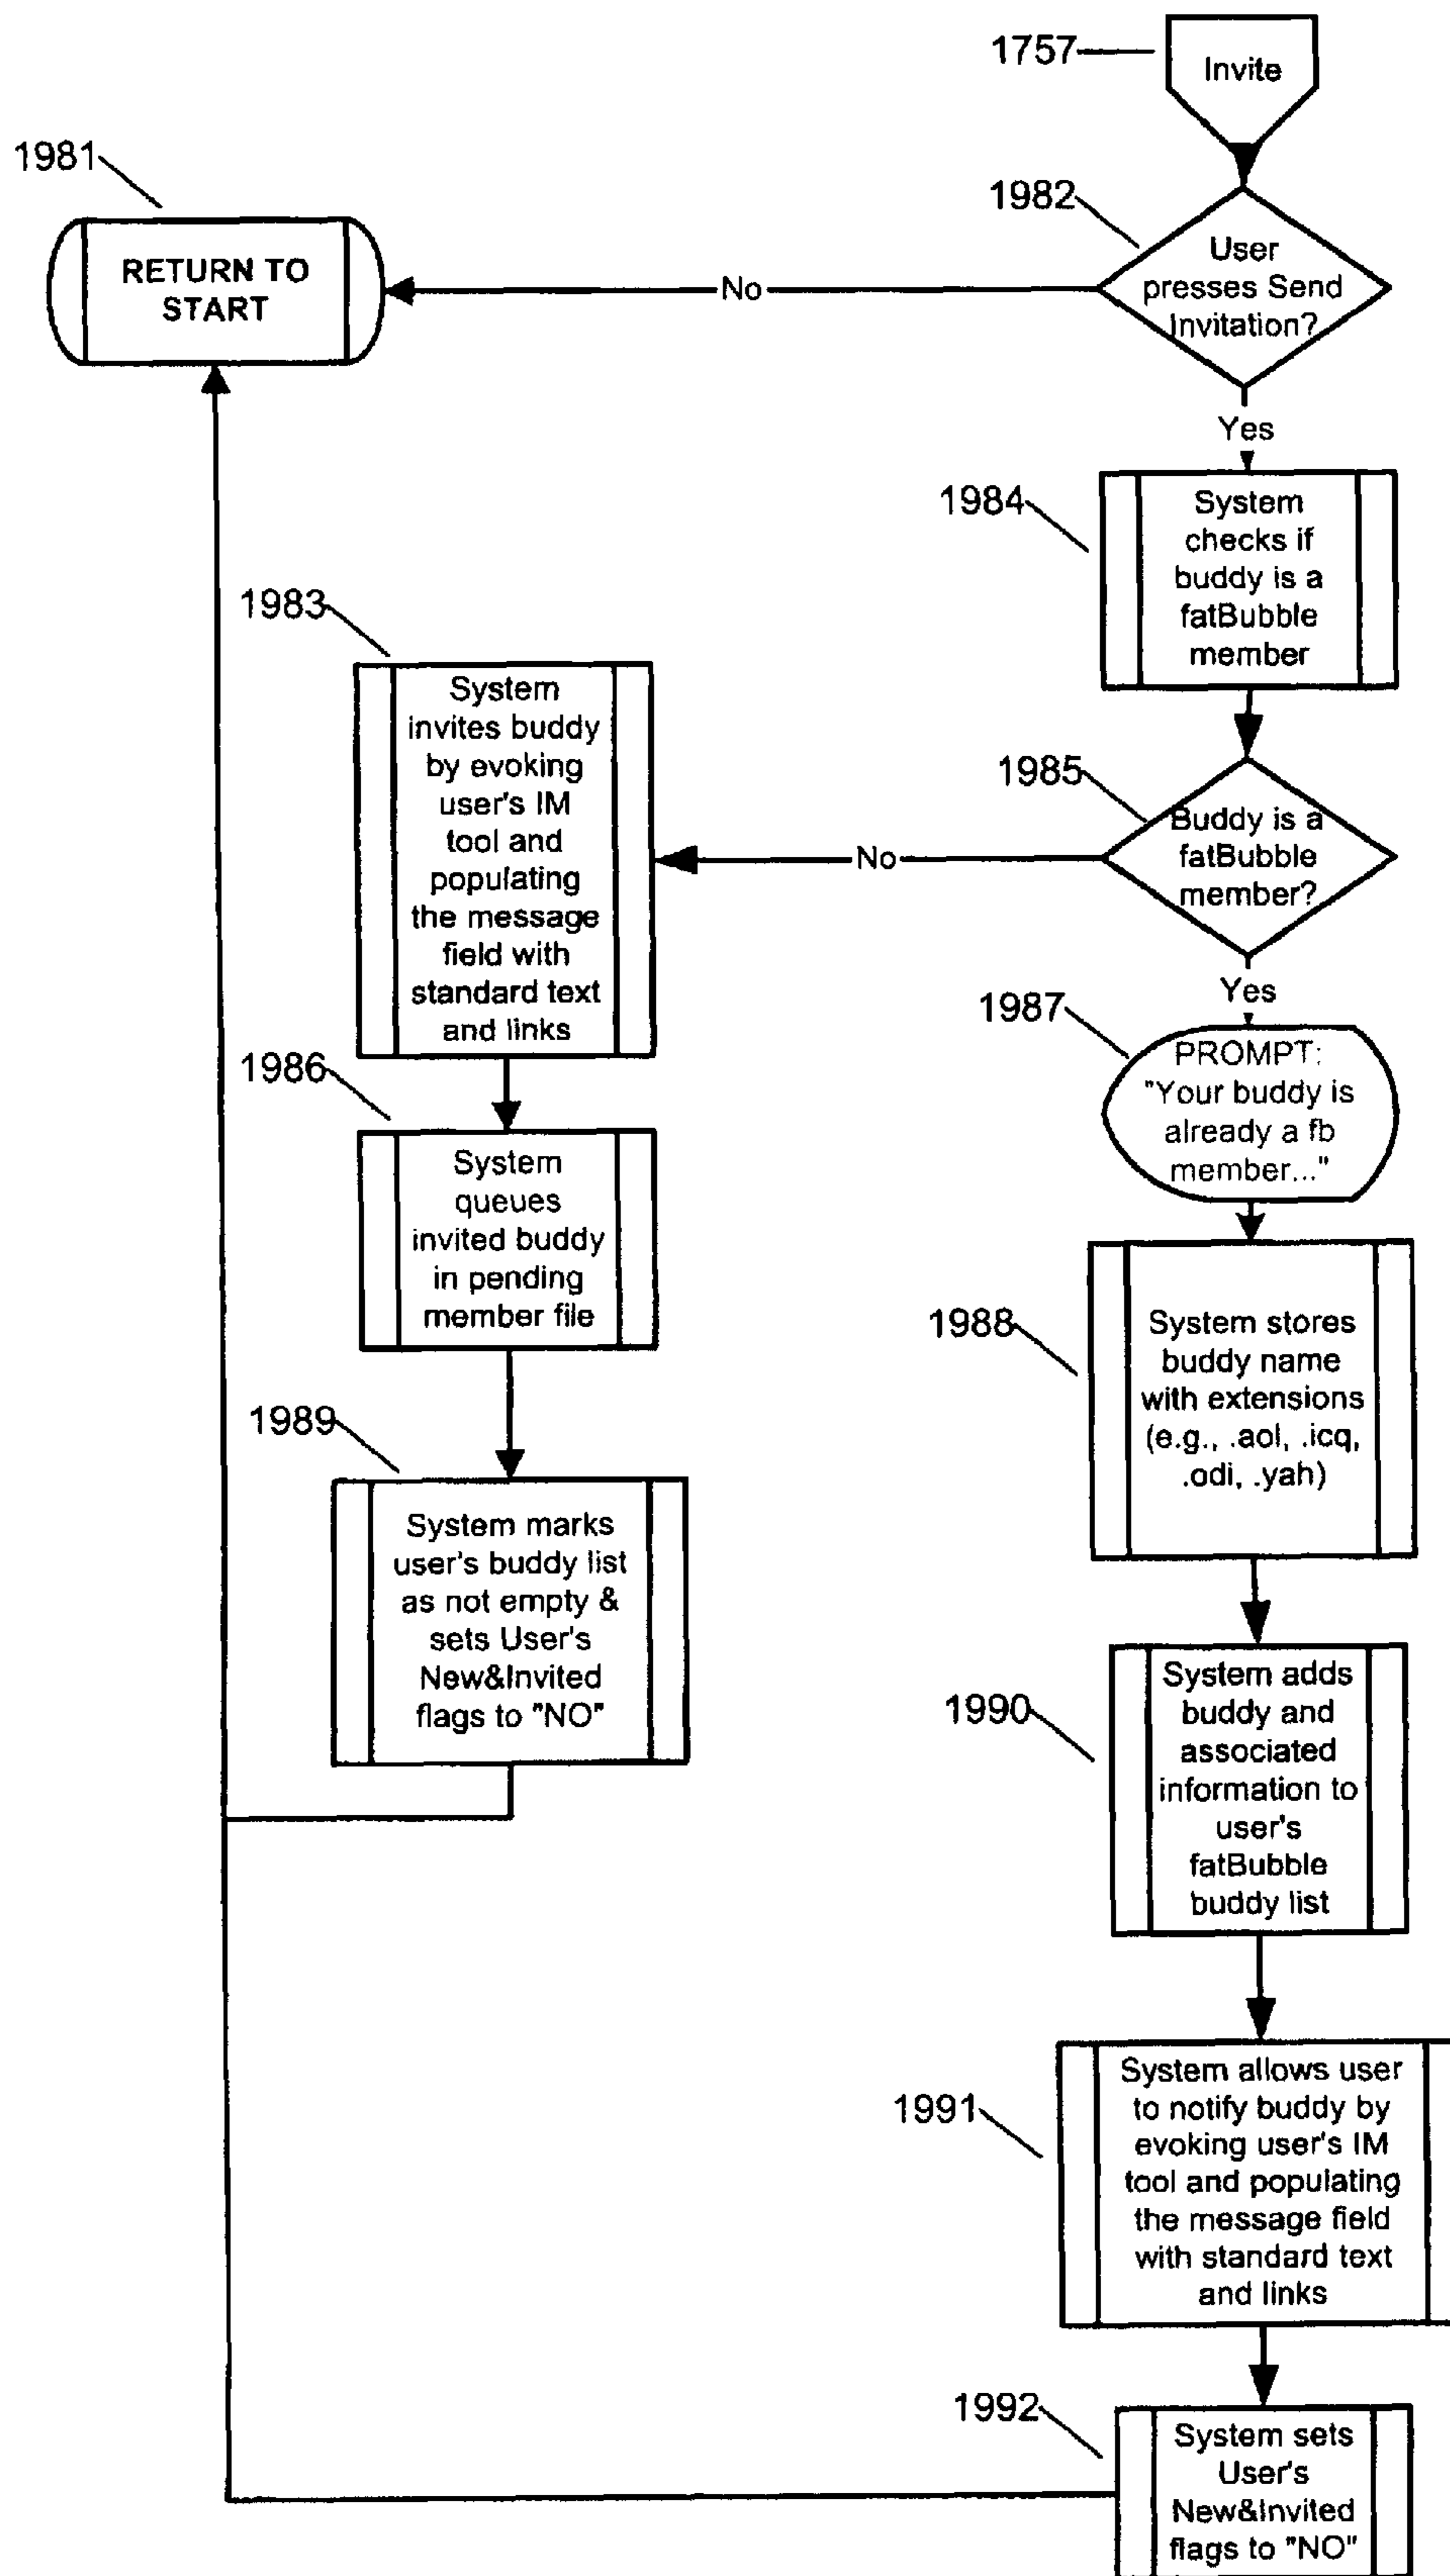 1757
Invite
1981
RETURN TO
START
1982
User
presses Send
Invitation?
No
Yes
1984
System
checks if
buddy is a
fatBubble
member
1983
System
invites buddy
by evoking
user's IM
tool and
populating
the message
field with
standard text
and links
1985
Buddy is a
fatBubble
member?
No
Yes
1987
PROMPT:
"Your buddy is
already a fb
member..."
1986
System
queues
invited buddy
in pending
member file
1988
System stores
buddy name
with extensions
(e.g., .aol, .icq,
.odi, .yah)
1989
System marks
user's buddy list
as not empty &
sets User's
New&Invited
flags to "NO"
1990
System adds
buddy and
associated
information to
user's
fatBubble
buddy list
1991
System allows user
to notify buddy by
evoking user's IM
tool and populating
the message field
with standard text
and links
1992
System sets
User's
New&Invited
flags to "NO"